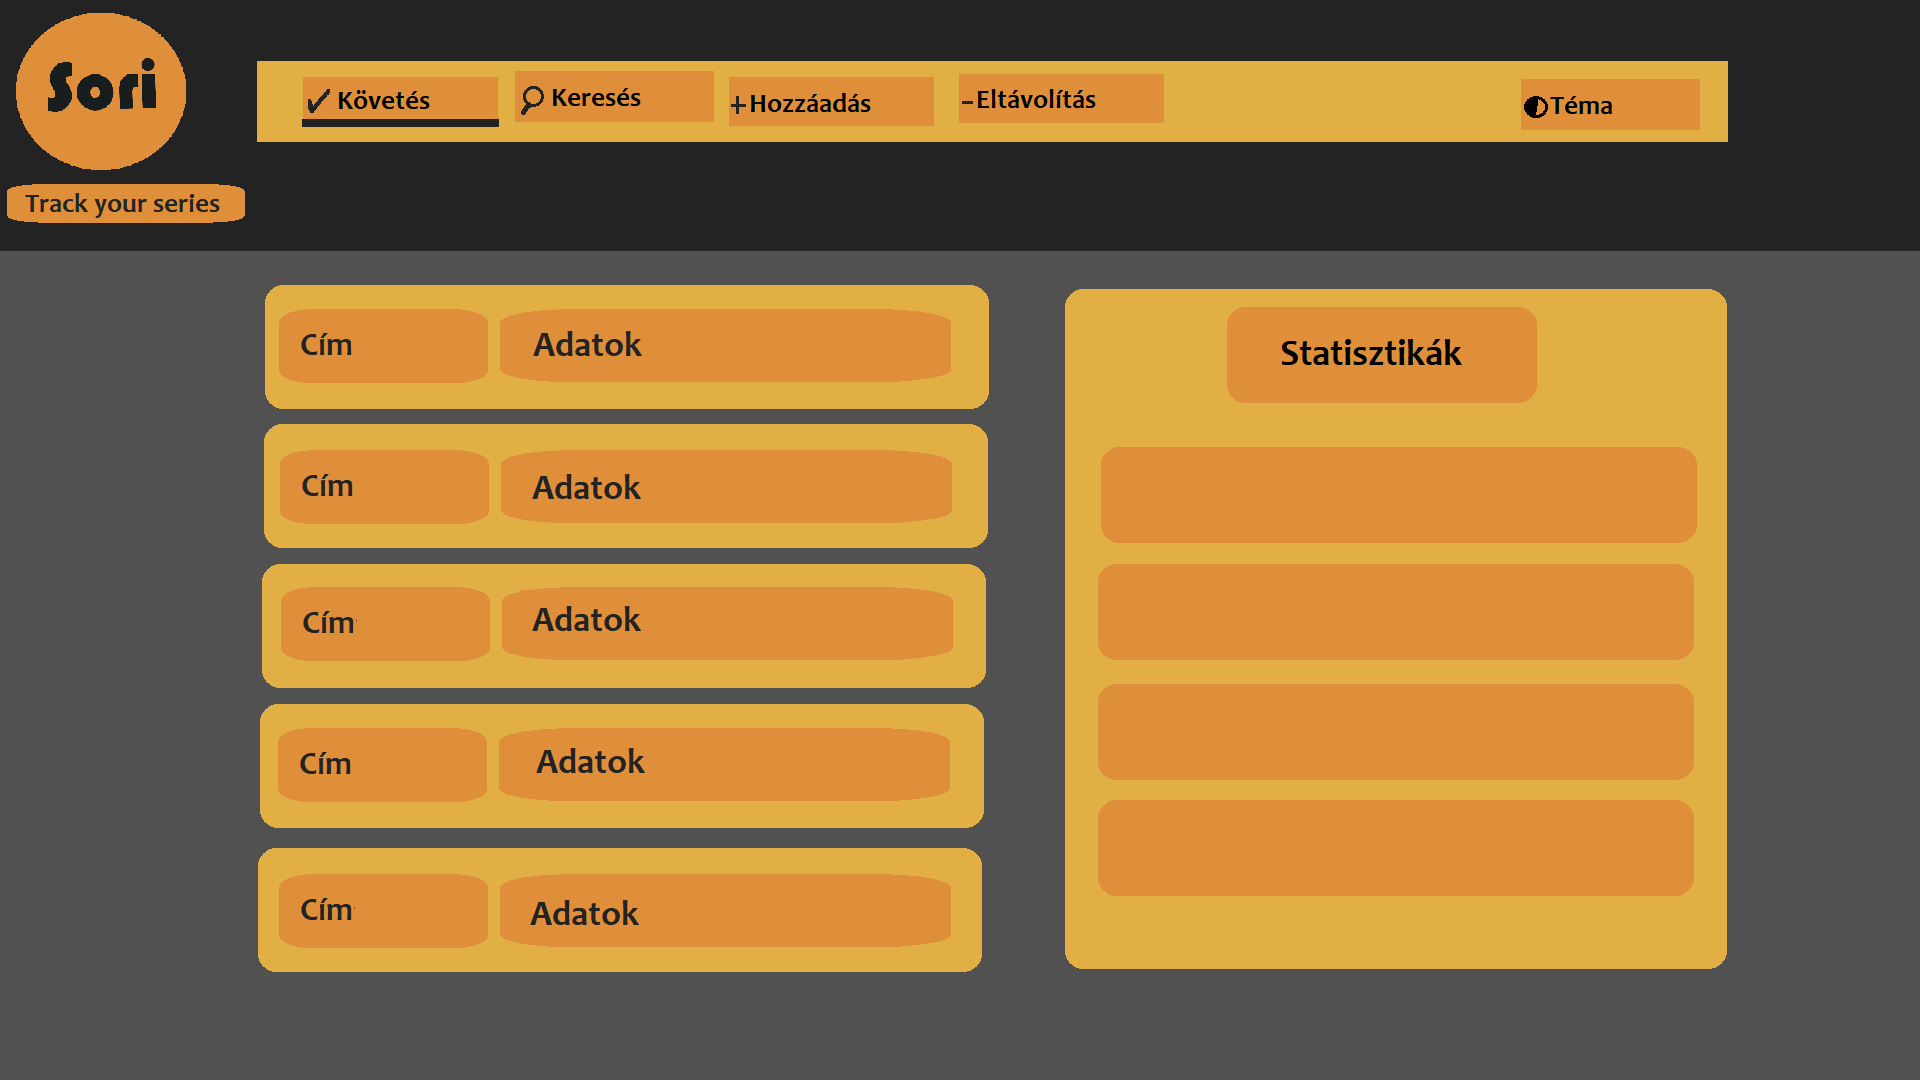 Sori
Track your series
Követés
Keresés
+Hozzáadás
-Eltávolítás
Téma
Cím
Adatok
Cím
Adatok
Cím
Adatok
Cím
Adatok
Cím
Adatok
Statisztikák